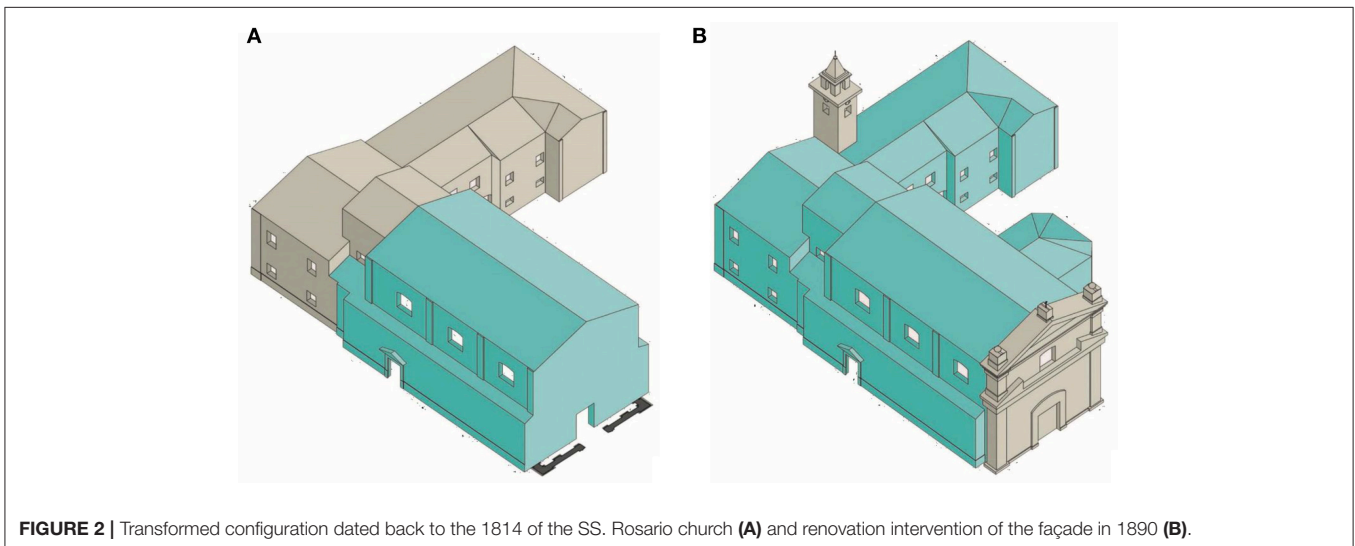 A
B
FIGURE 2 | Transformed configuration dated back to the 1814 of the SS. Rosario church (A) and renovation intervention of the façade in 1890 (B).